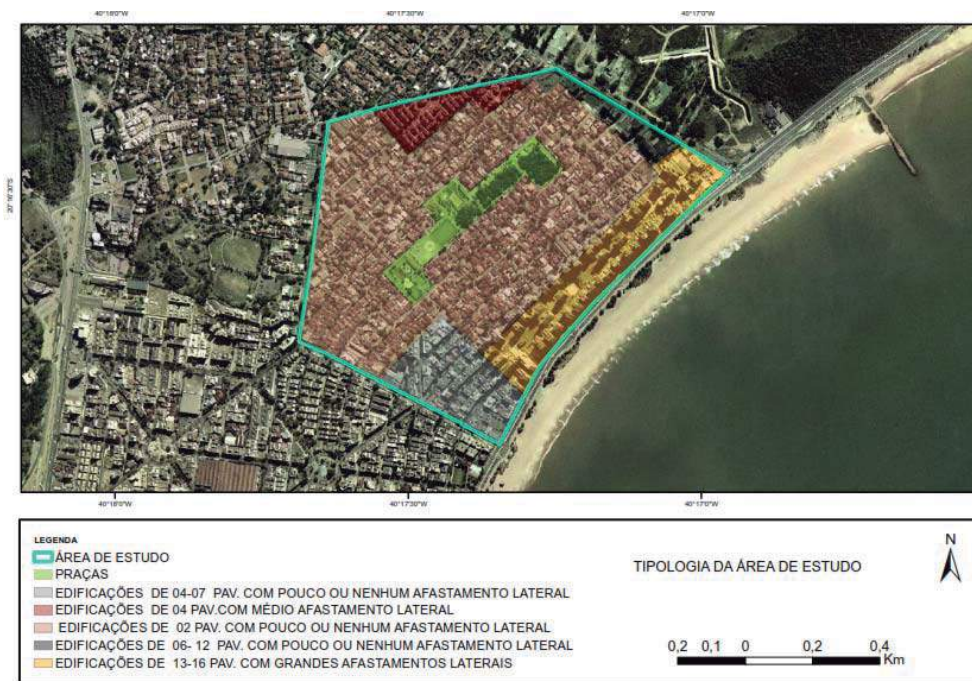 40°18'0"W 40°17'30"W 40°17'0"W
20°16'30"S
40°18'0"W 40°17'30"W 40°17'0"W
LEGENDA
ÁREA DE ESTUDO
PRAÇAS
EDIFICAÇÕES DE 04-07 PAV. COM POUCO OU NENHUM AFASTAMENTO LATERAL
EDIFICAÇÕES DE 04 PAV.COM MÉDIO AFASTAMENTO LATERAL
EDIFICAÇÕES DE 02 PAV. COM POUCO OU NENHUM AFASTAMENTO LATERAL
EDIFICAÇÕES DE 06- 12 PAV. COM POUCO OU NENHUM AFASTAMENTO LATERAL
EDIFICAÇÕES DE 13-16 PAV. COM GRANDES AFASTAMENTOS LATERAIS
TIPOLOGIA DA ÁREA DE ESTUDO
N
0,2 0,1 0 0,2 0,4
Km